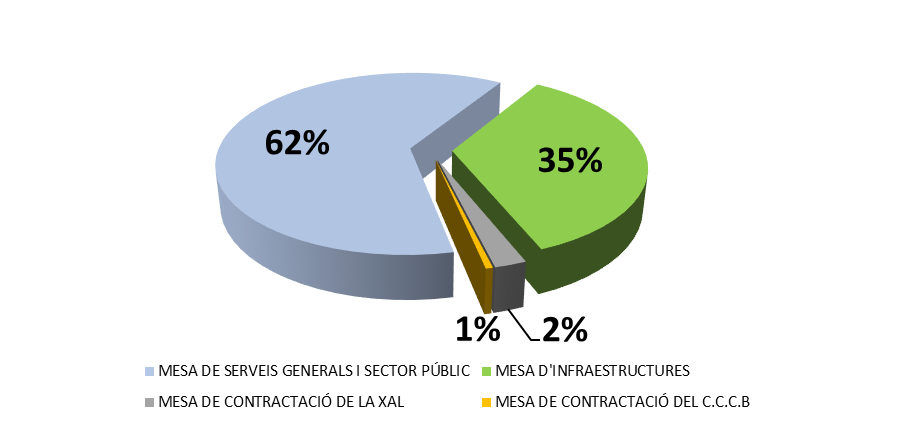 62%
35%
1%
2%
MESA DE SERVEIS GENERALS I SECTOR PÚBLIC
MESA D'INFRAESTRUCTURES
MESA DE CONTRACTACIÓ DE LA XAL
MESA DE CONTRACTACIÓ DEL C.C.C.B